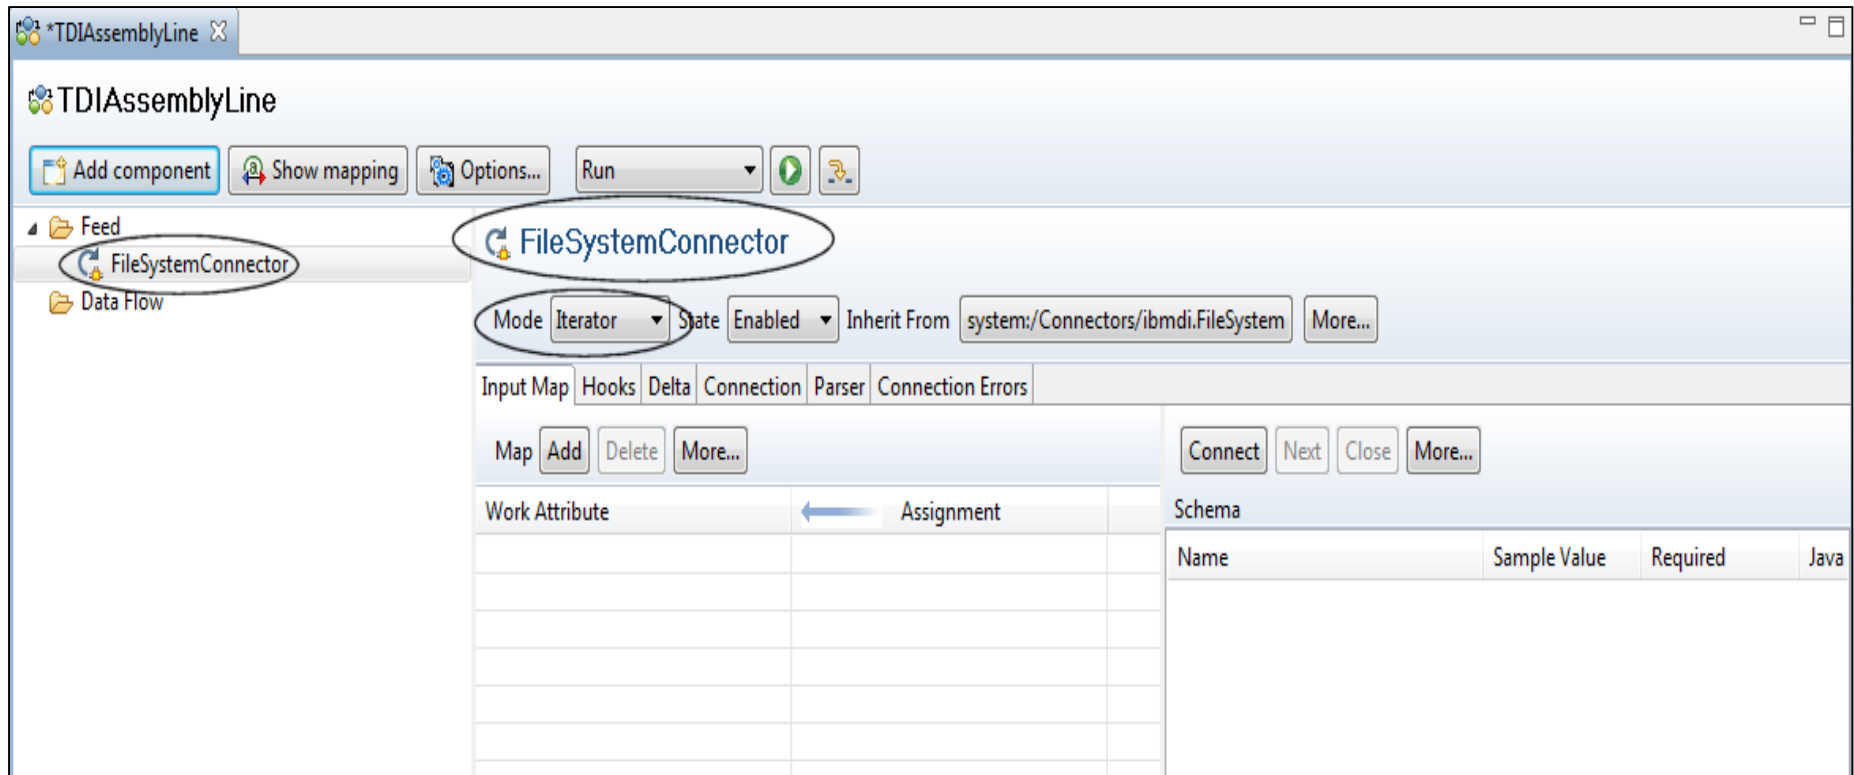 *TDIAssemblyLine
TDIAssemblyLine
Add component Show mapping Options... Run
Feed
FileSystemConnector
Data Flow
FileSystemConnector
Mode Iterator State Enabled Inherit From system:/Connectors/ibmdi.FileSystem More...
Input Map Hooks Delta Connection Parser Connection Errors
Map Add Delete More...
Connect Next Close More...
Work Attribute Assignment
Schema
Name Sample Value Required Java